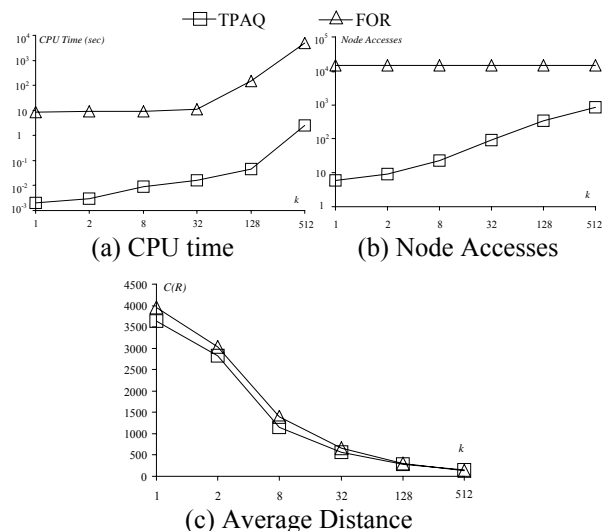 TPAQ FOR
CPU Time (sec)
10^4
10^3
10^2
10
1
10^-1
10^-2
10^-3
k
1 2 8 32 128 512
(a) CPU time
Node Accesses
10^5
10^4
10^3
10^2
10
1
k
1 2 8 32 128 512
(b) Node Accesses
C(R)
4500
4000
3500
3000
2500
2000
1500
1000
500
0
k
1 2 8 32 128 512
(c) Average Distance